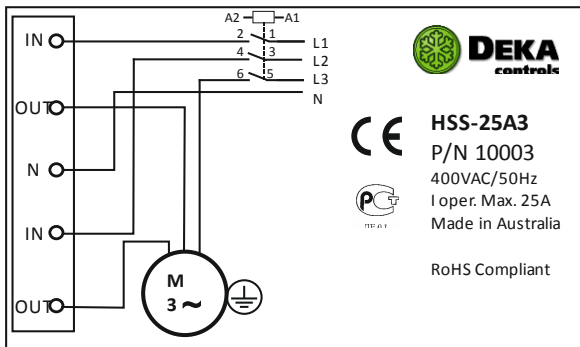 IN
OUT
N
IN
OUT
A2 A1
2 1
4 3
6 5
L1
L2
L3
N
M
3 ~
DEKA
controls
CE
HSS-25A3
P/N 10003
400VAC/50Hz
I oper. Max. 25A
Made in Australia
RoHS Compliant